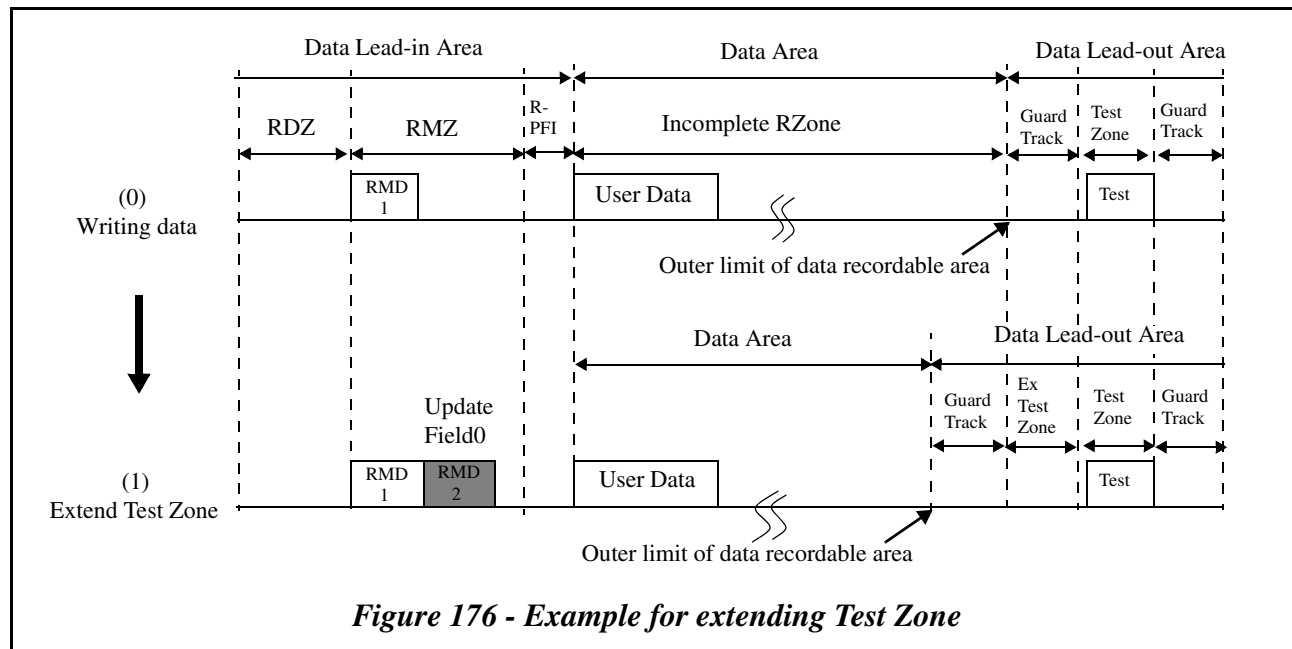 Data Lead-in Area
Data Area
Data Lead-out Area
RDZ
RMZ
R-
PFI
Incomplete RZone
Guard
Track
Test
Zone
Guard
Track
(0)
Writing data
RMD
1
User Data
Test
Outer limit of data recordable area
Data Area
Data Lead-out Area
Update
Field0
Guard
Track
Ex
Test
Zone
Test
Zone
Guard
Track
(1)
Extend Test Zone
RMD
1
RMD
2
User Data
Test
Outer limit of data recordable area
Figure 176 - Example for extending Test Zone